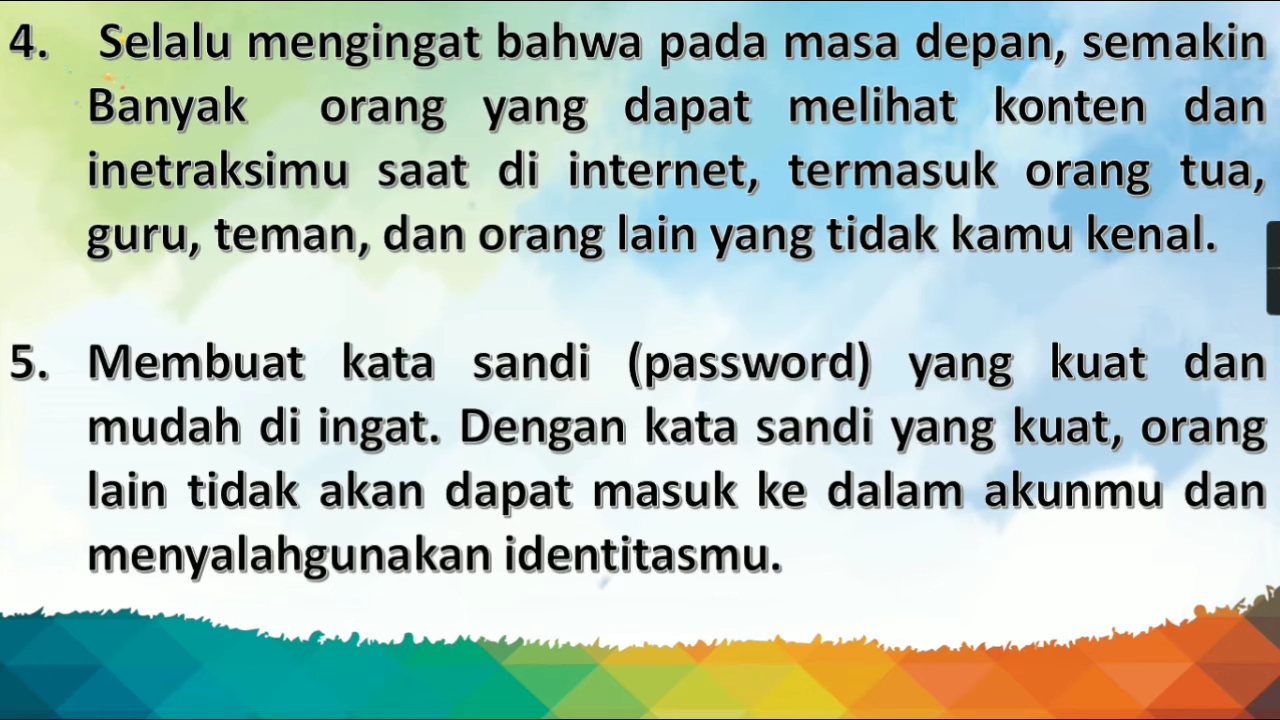 4. Selalu mengingat bahwa pada masa depan, semakin
Banyak orang yang dapat melihat konten dan
inetraksimu saat di internet, termasuk orang tua,
guru, teman, dan orang lain yang tidak kamu kenal.
5. Membuat kata sandi (password) yang kuat dan
mudah di ingat. Dengan kata sandi yang kuat, orang
lain tidak akan dapat masuk ke dalam akunmu dan
menyalahgunakan identitasmu.